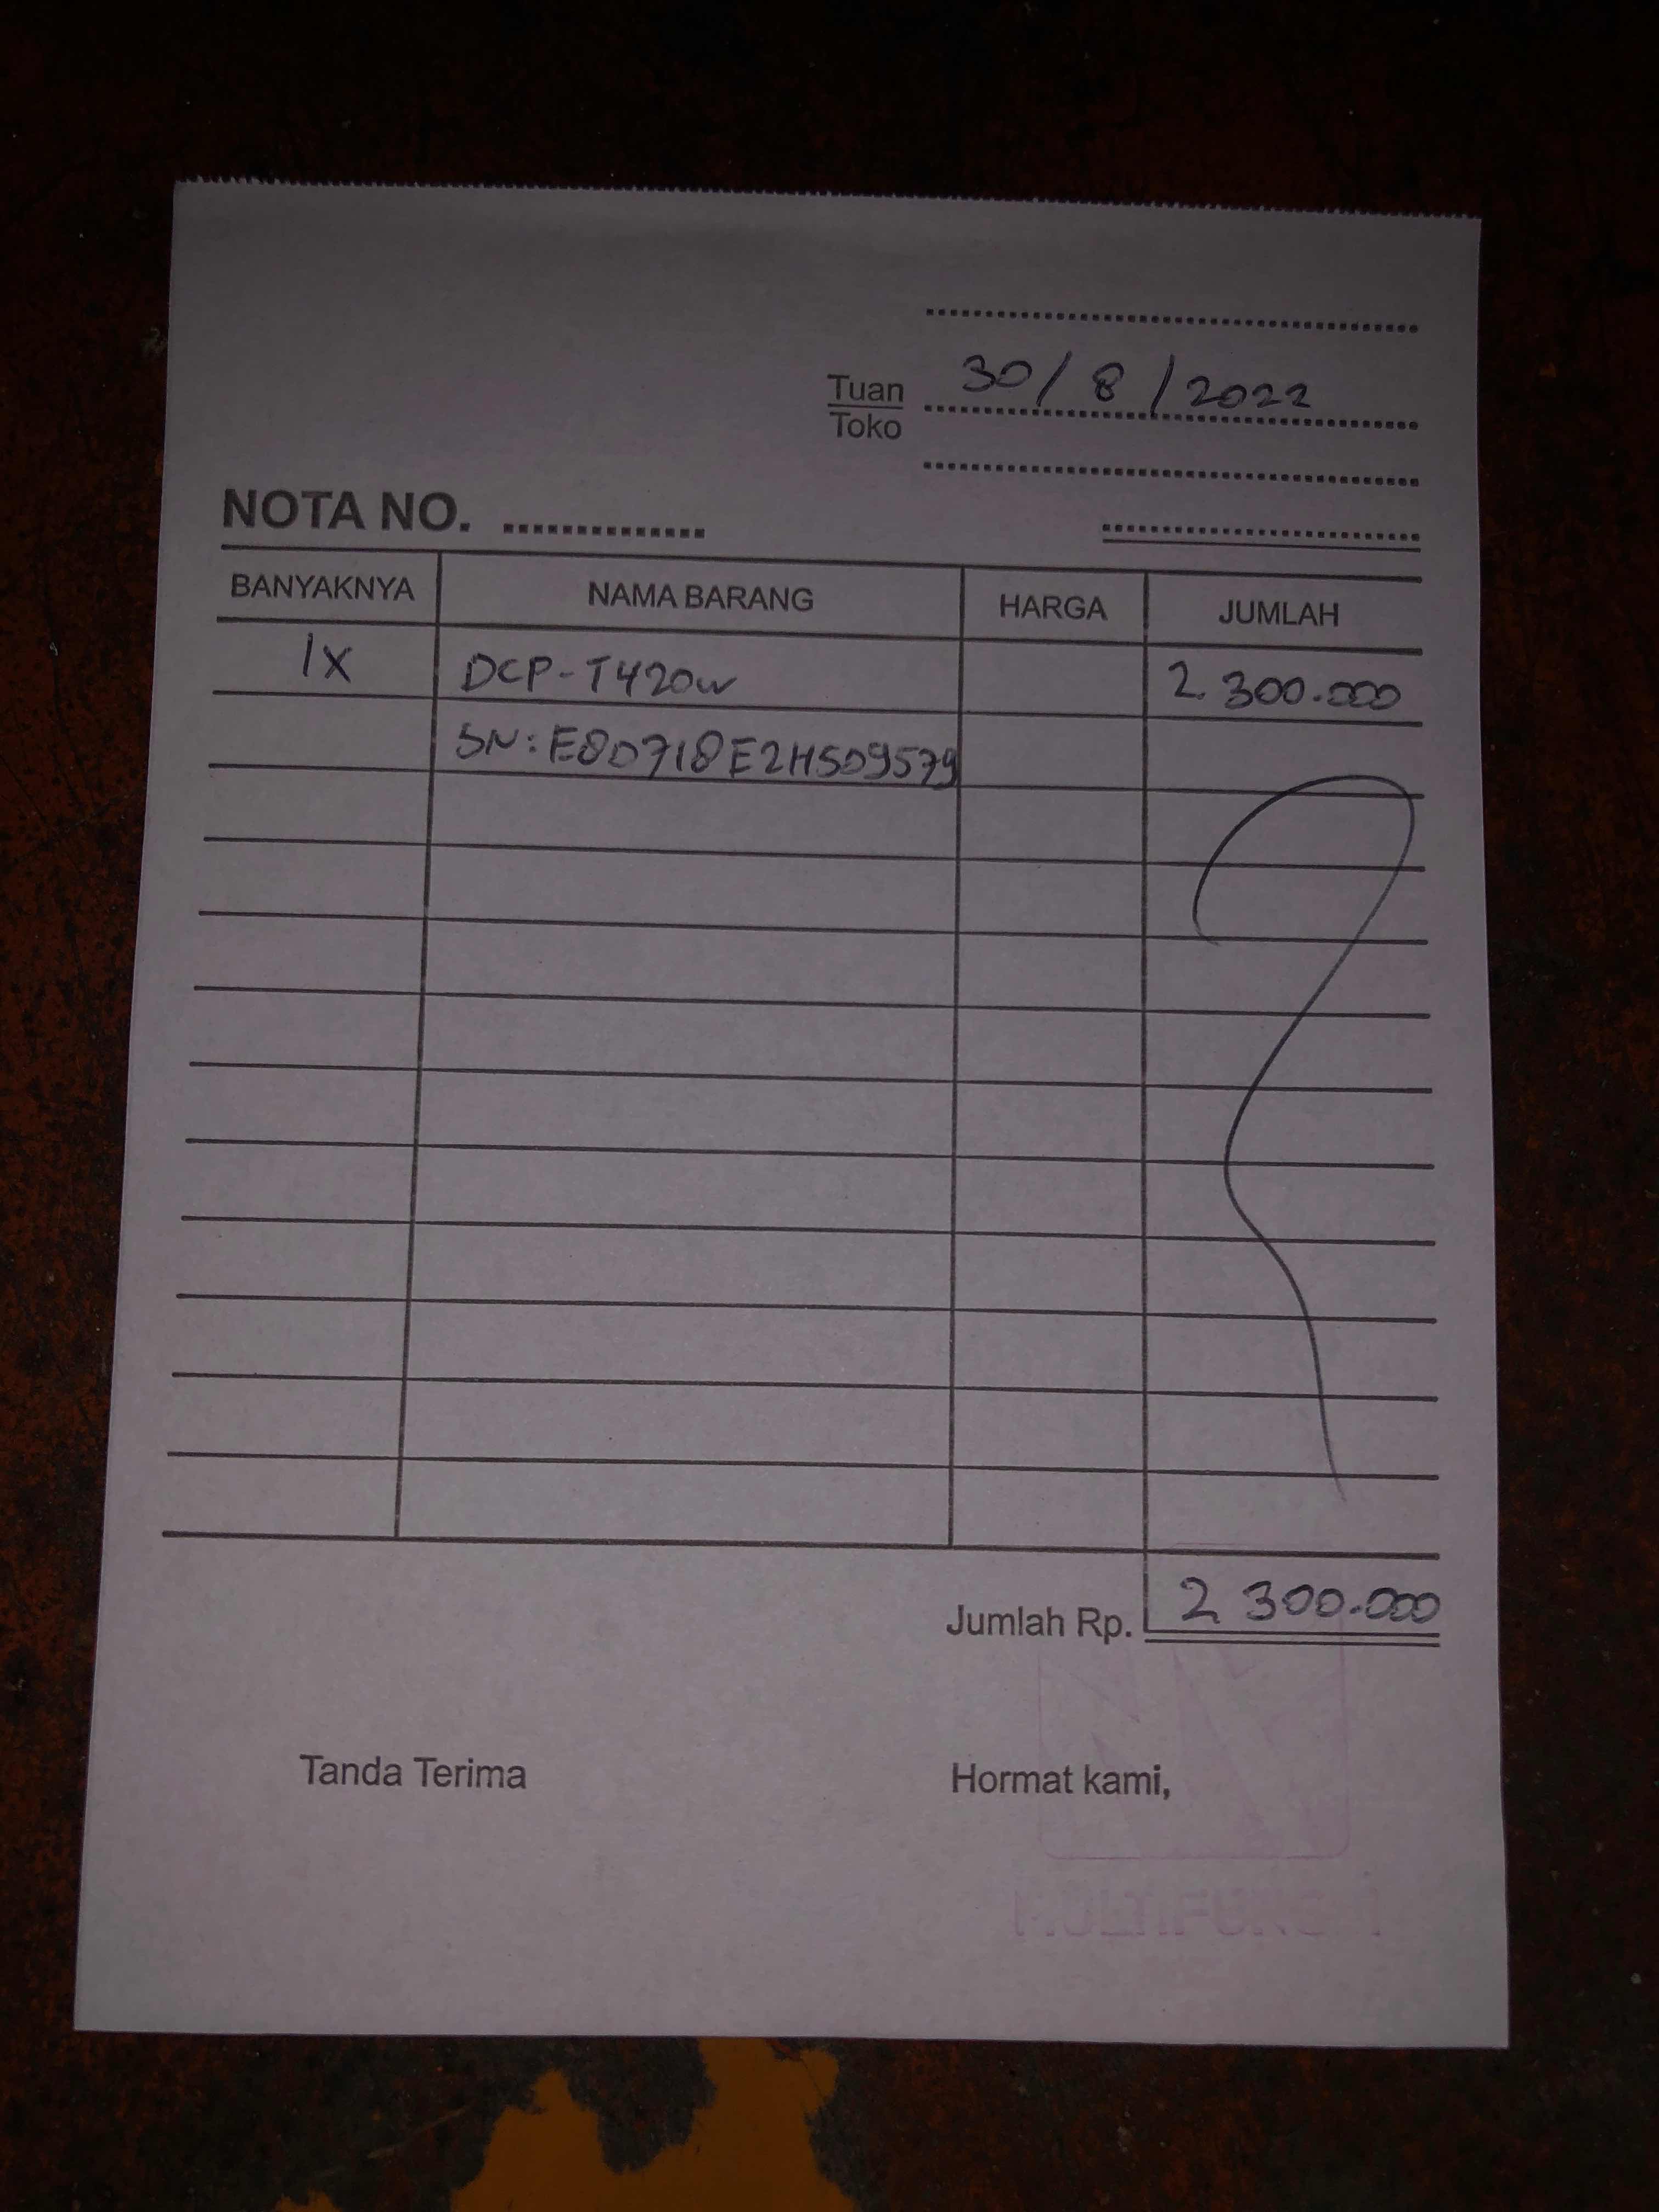 30/8/2022
Tuan
Toko
NOTA NO.
BANYAKNYA NAMA BARANG HARGA JUMLAH
1X DCP-T420W 2.300.000
SN: E80718E2H509579
Jumlah Rp. 2 300.000
Tanda Terima Hormat kami,